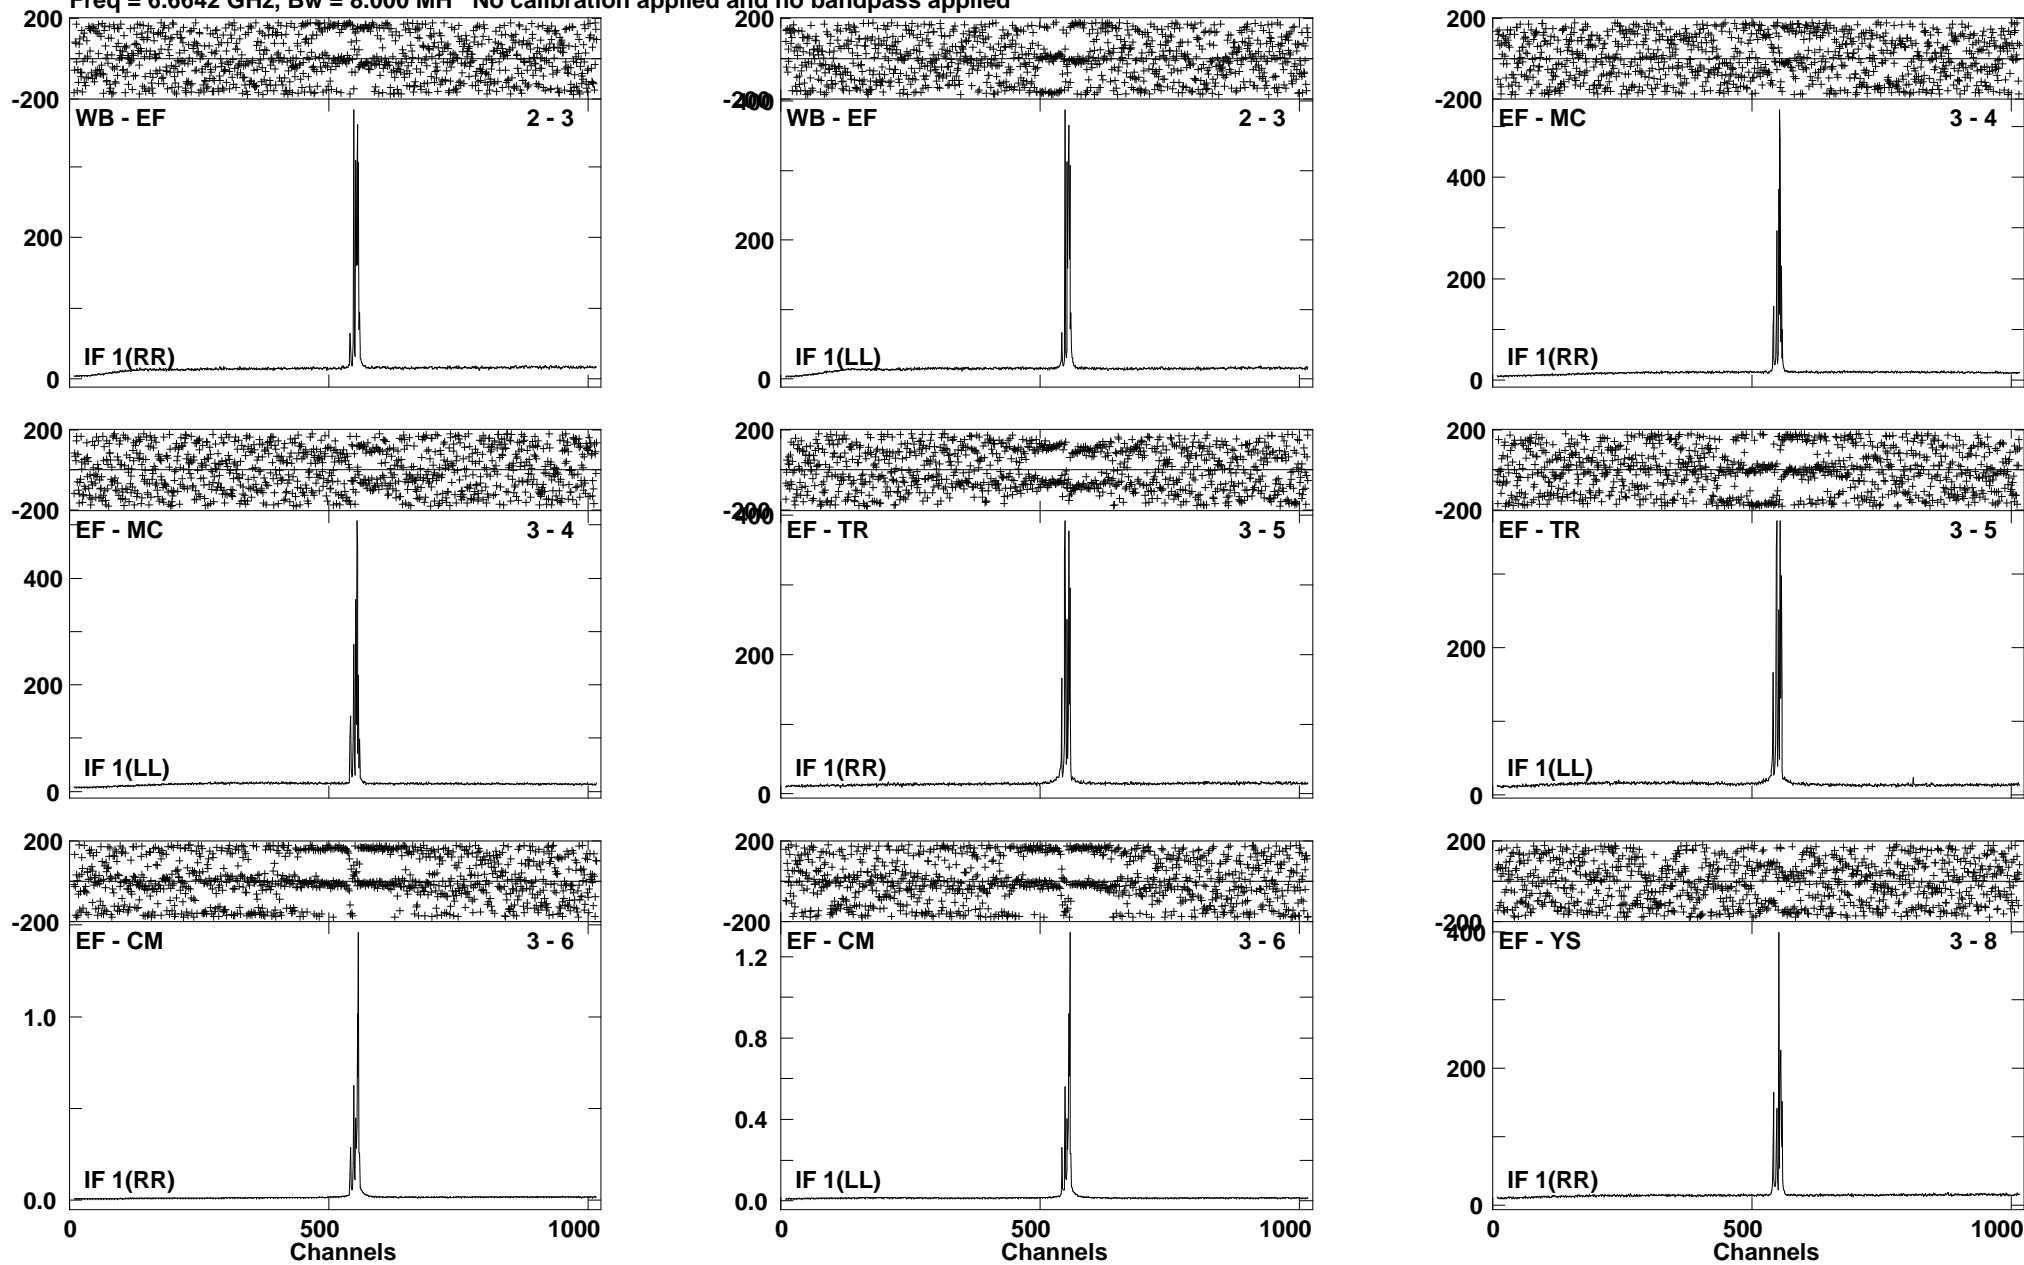 Freq = 6.6642 GHz, Bw = 8.000 MH No calibration applied and no bandpass applied
200
-200
WB - EF 2 - 3
200
0
IF 1(RR)
200
-200
400
WB - EF 2 - 3
200
0
IF 1(LL)
200
-200
EF - MC 3 - 4
400
200
0
IF 1(RR)
200
-200
EF - MC 3 - 4
400
200
0
IF 1(LL)
200
-200
400
EF - TR 3 - 5
200
0
IF 1(RR)
200
-200
EF - TR 3 - 5
200
0
IF 1(LL)
200
-200
EF - CM 3 - 6
1.0
0.0
IF 1(RR)
0 500 1000
Channels
200
-200
EF - CM 3 - 6
1.2
0.8
0.4
0.0
IF 1(LL)
0 500 1000
Channels
200
-200
400
EF - YS 3 - 8
200
0
IF 1(RR)
0 500 1000
Channels